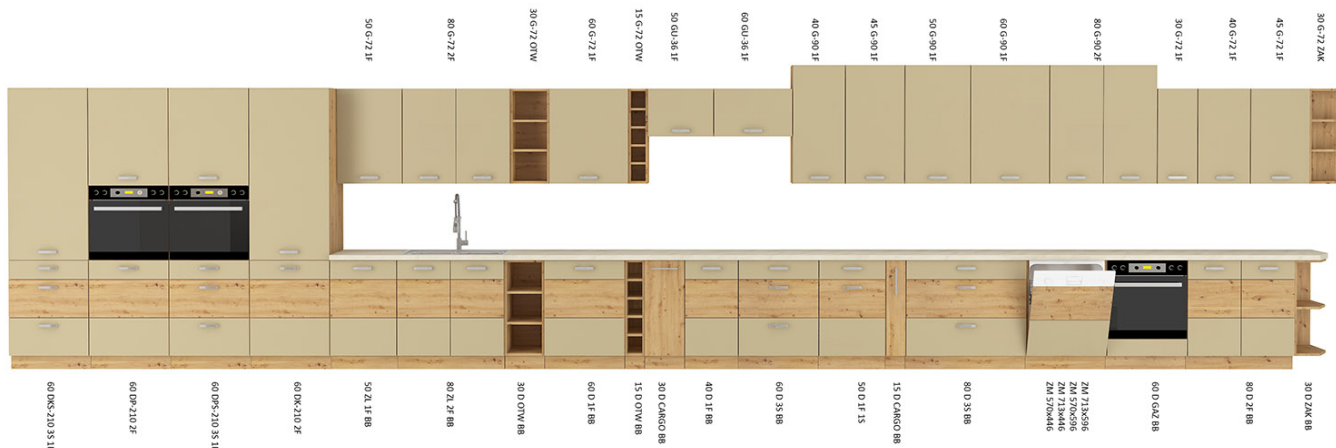 50 G-72 1F
80 G-72 2F
30 G-72 OTW
60 G-72 1F
15 G-72 OTW
50 GU-36 1F
60 GU-36 1F
40 G-90 1F
45 G-90 1F
50 G-90 1F
60 G-90 1F
80 G-90 2F
30 G-72 1F
40 G-72 1F
45 G-72 1F
30 G-72 ZAK
60 DKS-210 3S 1
60 DP-210 2F
60 DPS-210 3S 1
60 DK-210 2F
50 ZL 1F BB
80 ZL 2F BB
30 D OTW BB
60 D 1F BB
15 D OTW BB
30 D CARGO BB
40 D 1F BB
60 D 3S BB
50 D 1F 1S
15 D CARGO BB
80 D 3S BB
ZM 713x596
ZM 570x596
ZM 713x446
ZM 570x446
60 D GAZ BB
80 D 2F BB
30 D ZAK BB